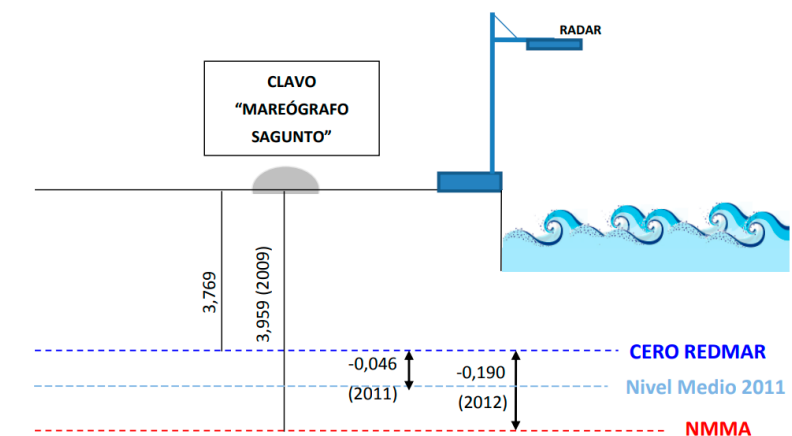 RADAR
CLAVO
“MAREÓGRAFO
SAGUNTO”
3,769
3,959 (2009)
CERO REDMAR
-0,046
(2011)
-0,190
(2012)
Nivel Medio 2011
NMMA